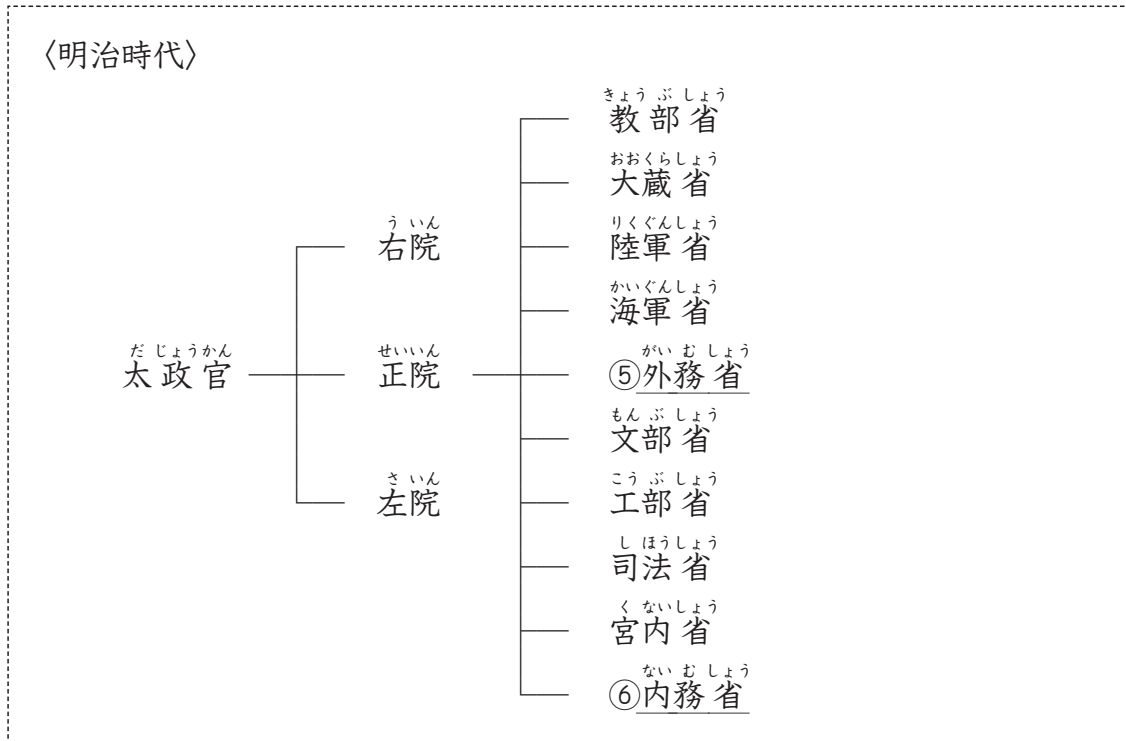 〈明治時代〉
きょうぶしょう
教部省
おおくらしょう
大蔵省
りくぐんしょう
陸軍省
ういん
右院
かいぐんしょう
海軍省
だじょうかん
太政官
せいいん
正院
がいむしょう
⑤外務省
もんぶしょう
文部省
さいん
左院
こうぶしょう
工部省
しほうしょう
司法省
くないしょう
宮内省
ないむしょう
⑥内務省